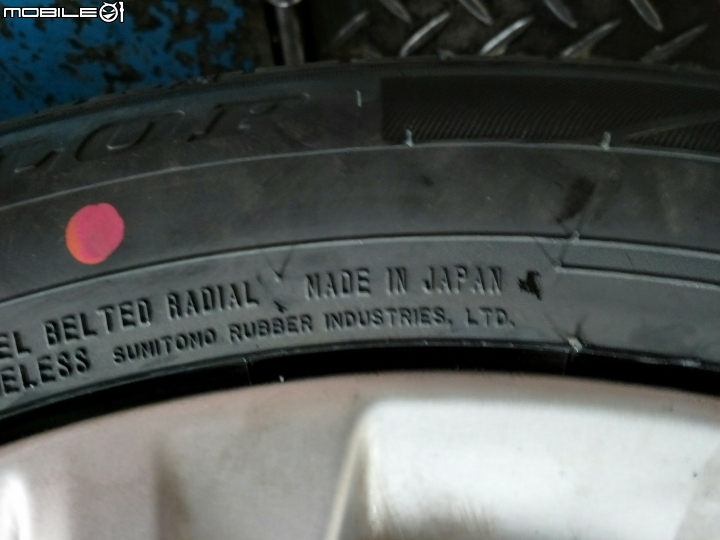 MOBILE01
EL BELTED RADIAL MADE IN JAPAN
ELESS SUMITOMO RUBBER INDUSTRIES, LTD.